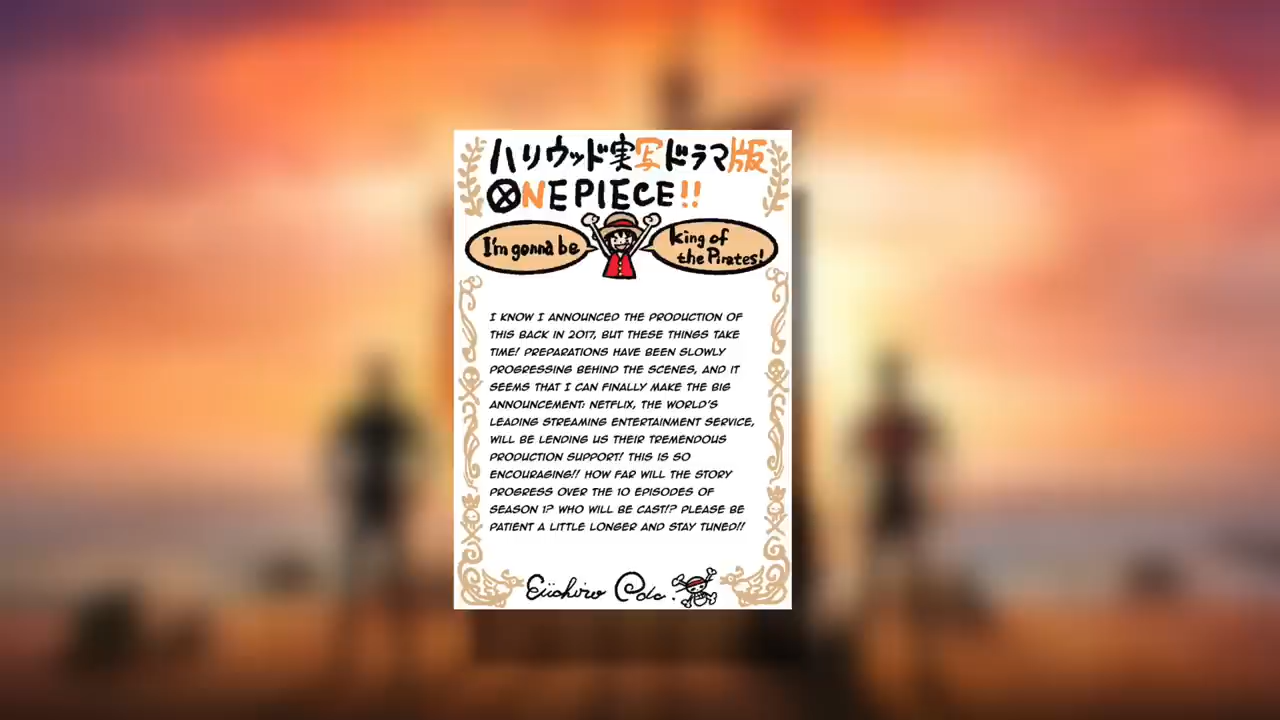 ハリウッド実写ドラマ版
ONE PIECE!!
I'm gonna be
king of
the Pirates!
I KNOW I ANNOUNCED THE PRODUCTION OF
THIS BACK IN 2017, BUT THESE THINGS TAKE
TIME! PREPARATIONS HAVE BEEN SLOWLY
PROGRESSING BEHIND THE SCENES, AND IT
SEEMS THAT I CAN FINALLY MAKE THE BIG
ANNOUNCEMENT: NETFLIX, THE WORLD'S
LEADING STREAMING ENTERTAINMENT SERVICE,
WILL BE LENDING US THEIR TREMENDOUS
PRODUCTION SUPPORT! THIS IS SO
ENCOURAGING!! HOW FAR WILL THE STORY
PROGRESS OVER THE 10 EPISODES OF
SEASON 1? WHO WILL BE CAST!? PLEASE BE
PATIENT A LITTLE LONGER AND STAY TUNED!!
Eiichiro Oda.